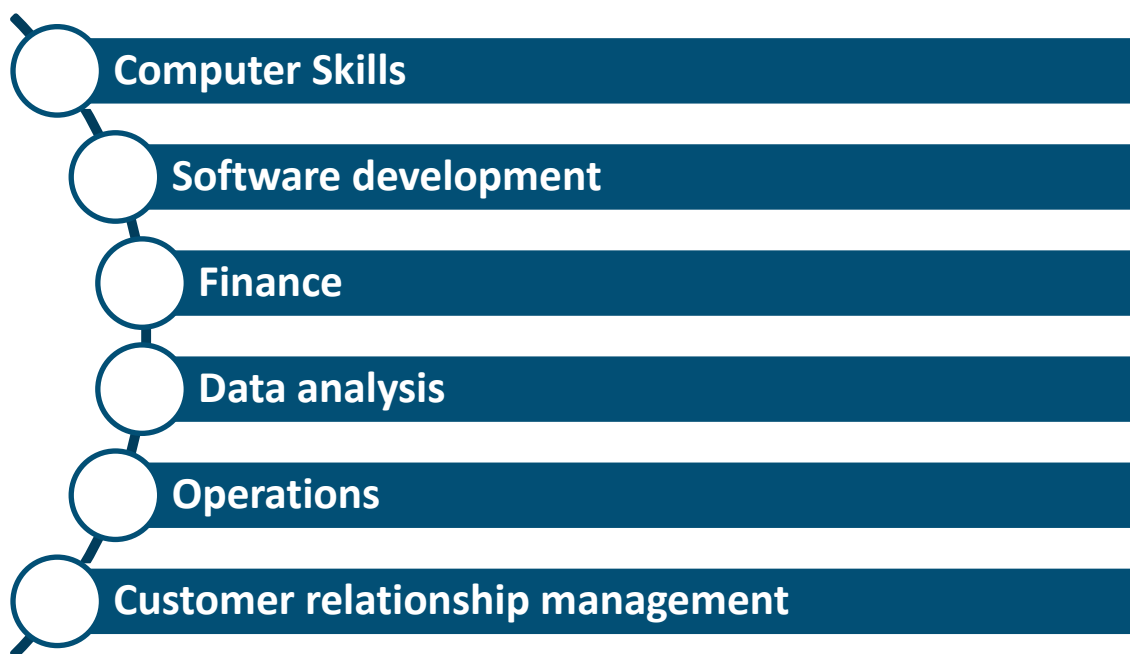 Computer Skills
Software development
Finance
Data analysis
Operations
Customer relationship management